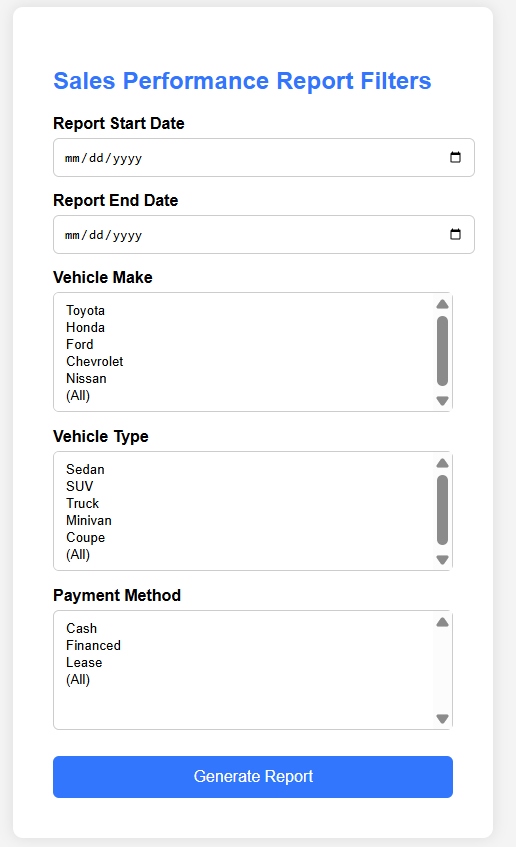 Sales Performance Report Filters
Report Start Date
mm/dd/yyyy
Report End Date
mm/dd/yyyy
Vehicle Make
Toyota
Honda
Ford
Chevrolet
Nissan
(All)
Vehicle Type
Sedan
SUV
Truck
Minivan
Coupe
(All)
Payment Method
Cash
Financed
Lease
(All)
Generate Report